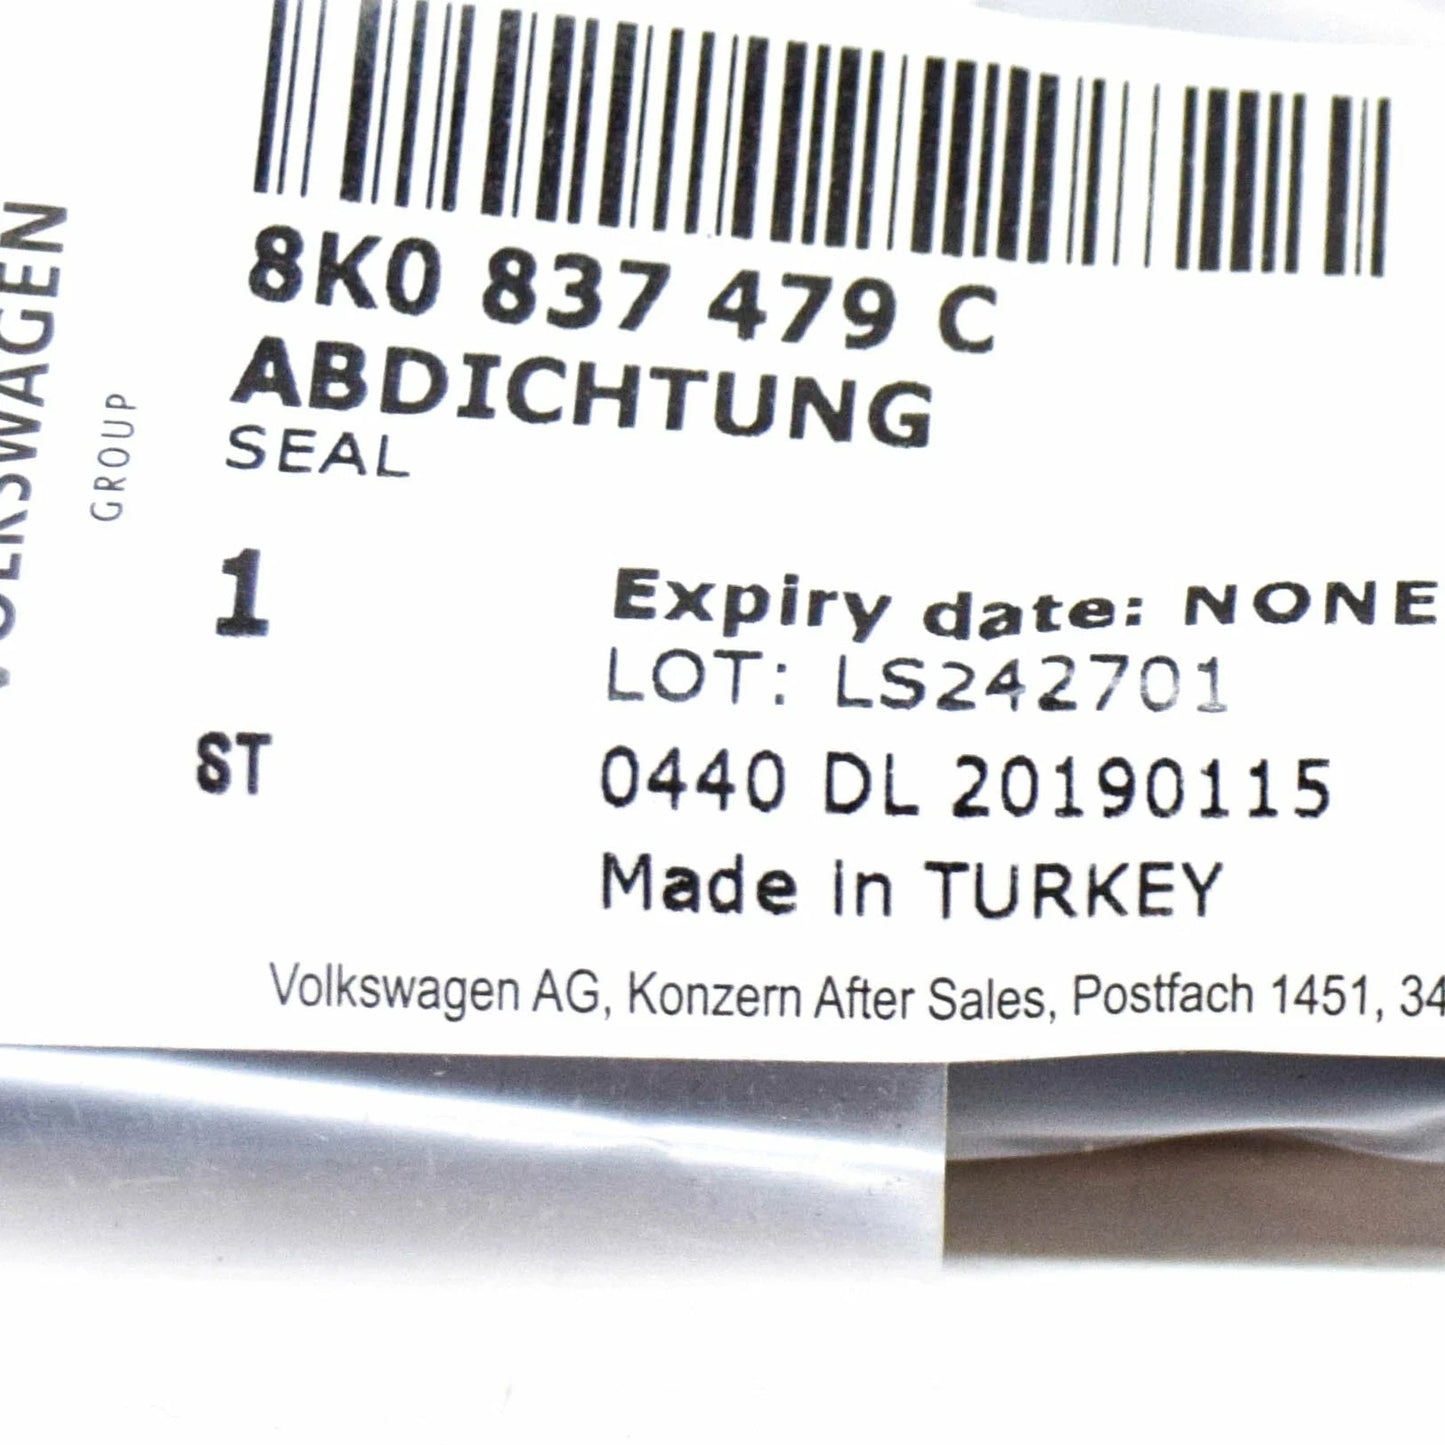 VOLKSWAGEN
GROUP
8K0 837 479 C
ABDICHTUNG
SEAL
1
ST
Expiry date: NONE
LOT: LS242701
0440 DL 20190115
Made in TURKEY
Volkswagen AG, Konzern After Sales, Postfach 1451, 34